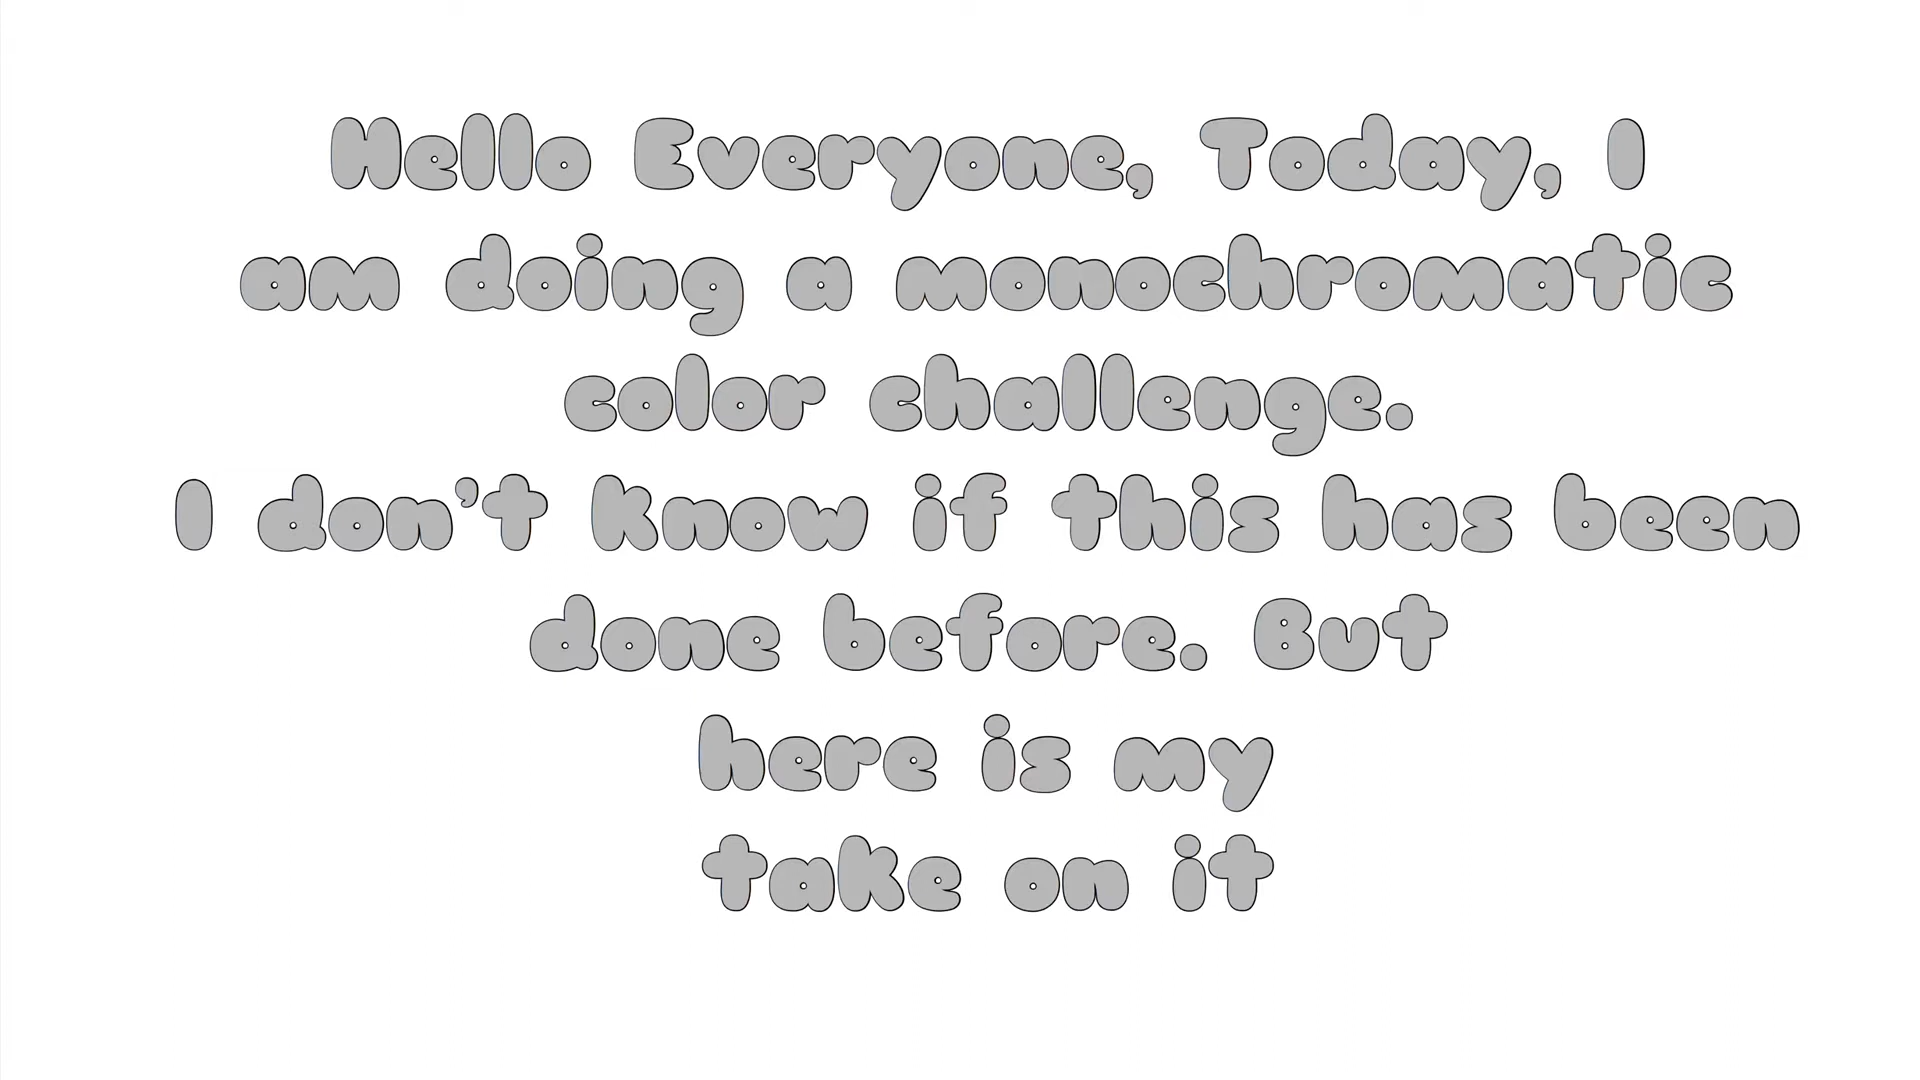 Hello Everyone, Today, I
am doing a monochromatic
color challenge.
I don't know if this has been
done before. But
here is my
take on it